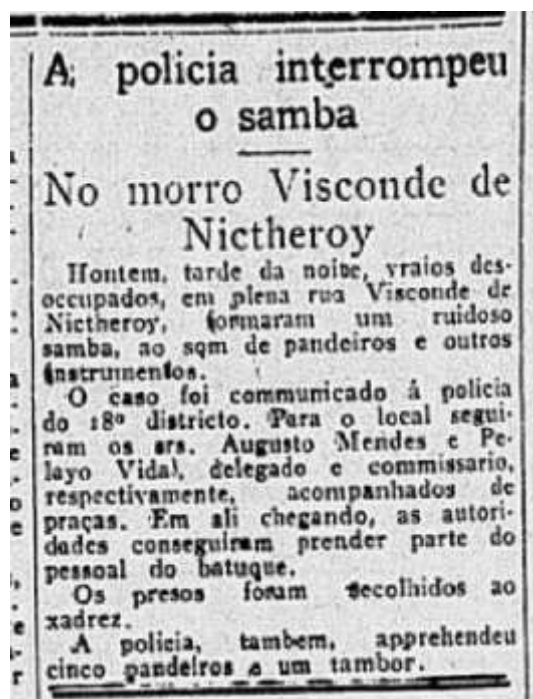 A policia interrompeu
o samba
No morro Visconde de
Nictheroy
Hontem, tarde da noite, vraios des-
occupados, em plena rua Visconde de
Nictheroy, formaram um ruidoso
samba, ao sqm de pandeiros e outros
instrumentos.
O caso foi communicado á policia
do 18º districto. Para o local segui-
ram os srs. Augusto Mendes e Pe-
layo Vidal, delegado e commissario,
respectivamente, acompanhados de
praças. Em ali chegando, as autori-
dades conseguiram prender parte do
pessoal do batuque.
Os presos foram recolhidos ao
xadrez.
A policia, tambem, apprehendeu
cinco pandeiros e um tambor.